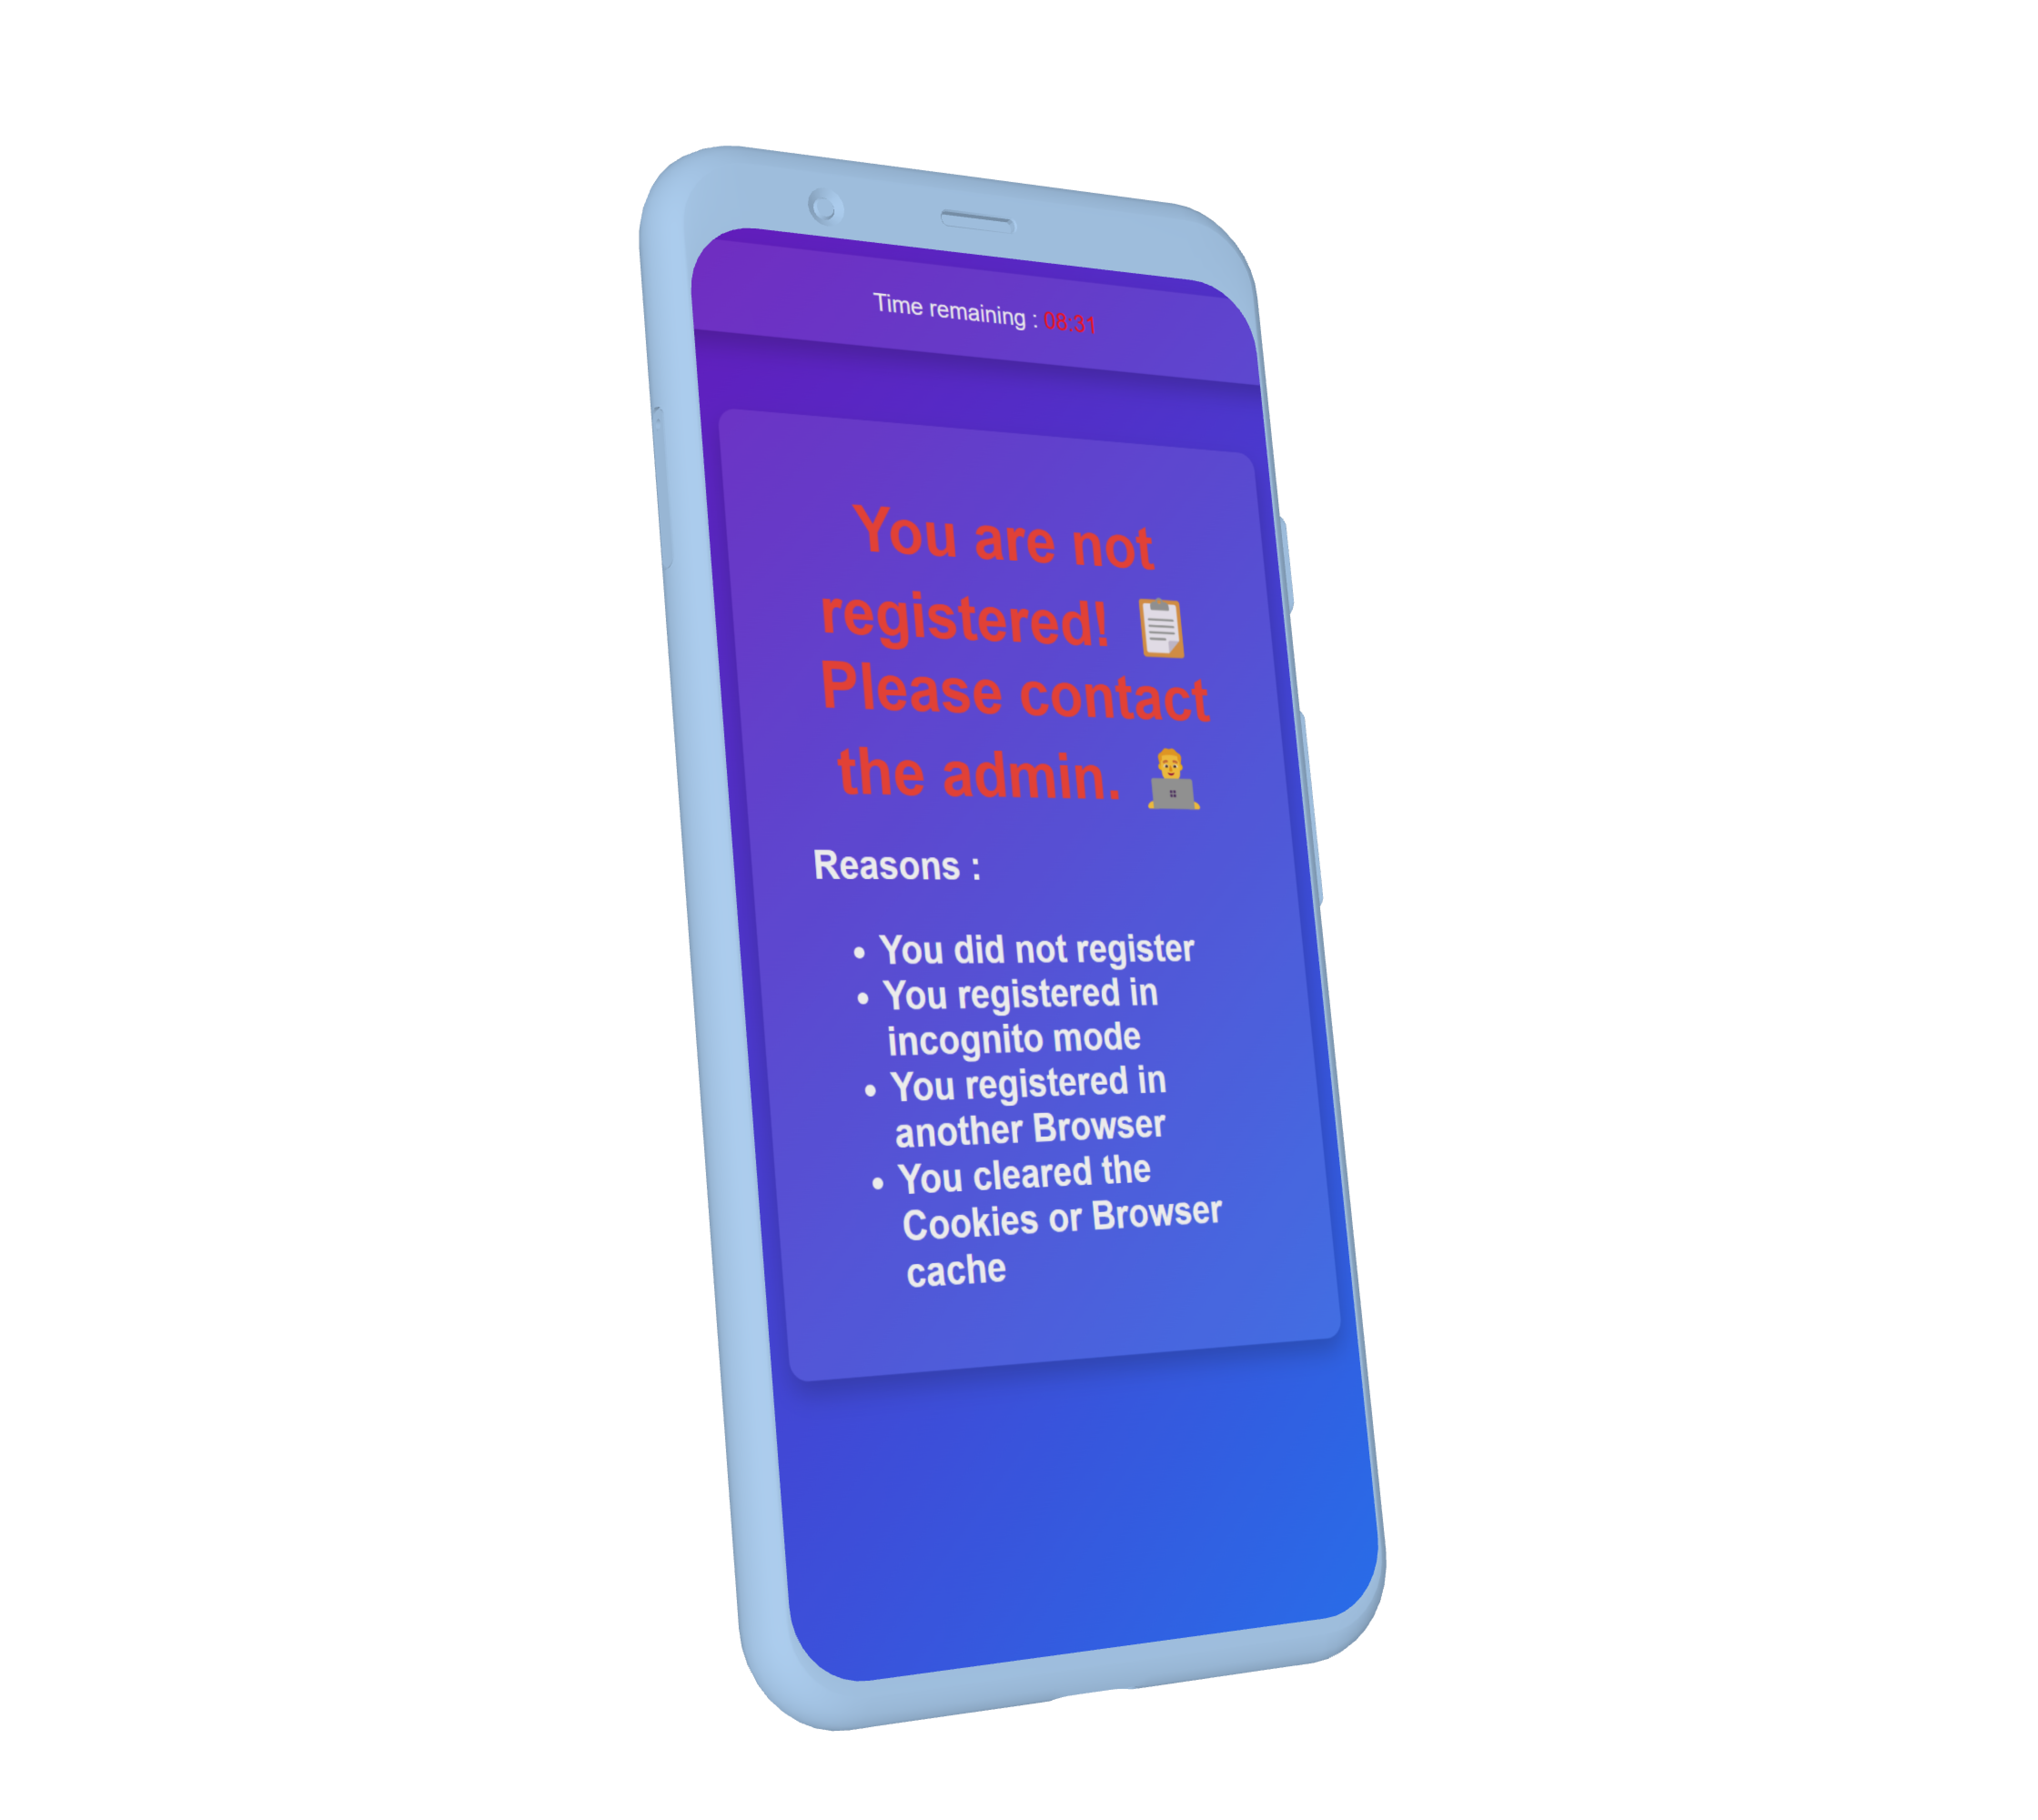 Time remaining : 08:31
You are not
registered! 📋
Please contact
the admin. 👨‍💻
Reasons :
• You did not register
• You registered in
incognito mode
• You registered in
another Browser
• You cleared the
Cookies or Browser
cache